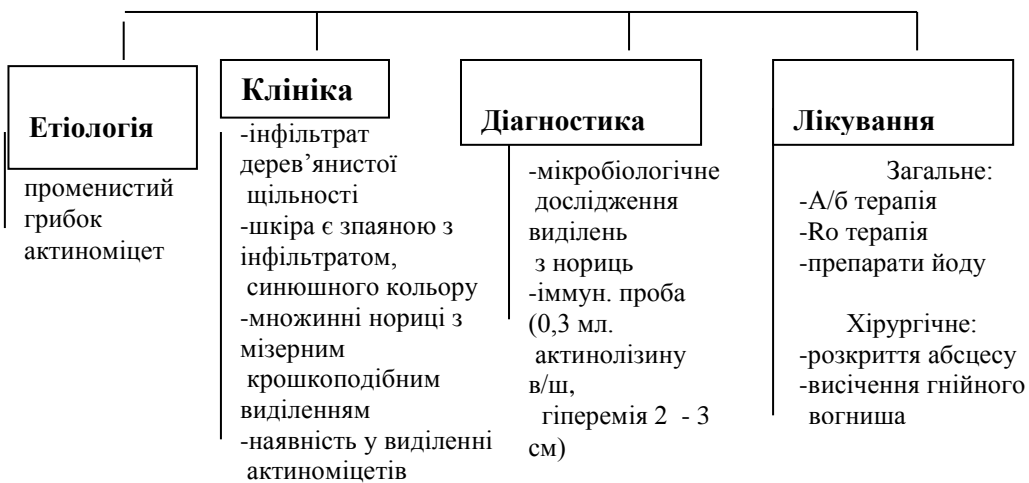 Етіологія
променистий
грибок
актиноміцет
Клініка
-інфільтрат
дерев’янистої
щільності
-шкіра є зпаяною з
інфільтратом,
синюшного кольору
-множинні нориці з
мізерним
крошкоподібним
виділенням
-наявність у виділенні
актиноміцетів
Діагностика
-мікробіологічне
дослідження
виділень
з нориць
-іммун. проба
(0,3 мл.
актинолізину
в/ш,
гіперемія 2 - 3
см)
Лікування
Загальне:
-А/б терапія
-Ro терапія
-препарати йоду
Хірургічне:
-розкриття абсцесу
-висічення гнійного
вогниша